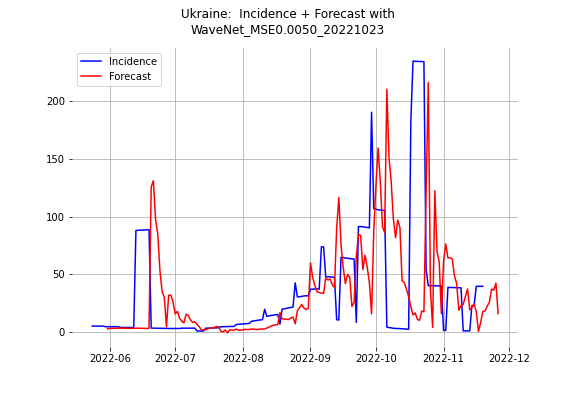 Ukraine:  Incidence + Forecast with
WaveNet_MSE0.0050_20221023
Incidence
Forecast
200
150
100
50
0
2022-06 2022-07 2022-08 2022-09 2022-10 2022-11 2022-12